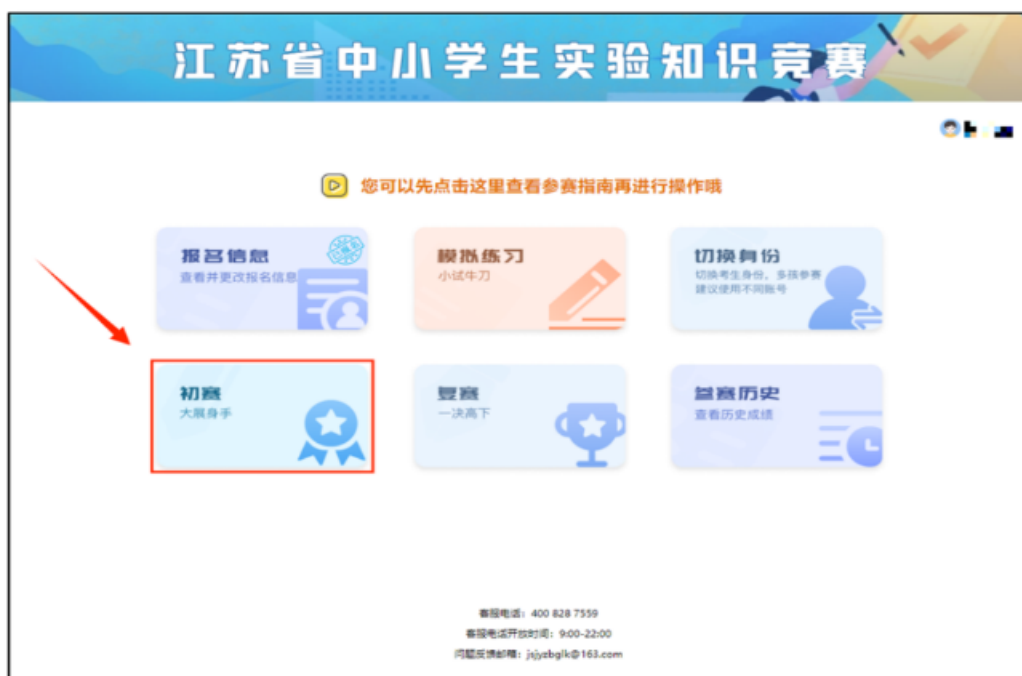 江苏省中小学生实验知识竞赛
您可以先点击这里查看参赛指南再进行操作哦
报名信息
查看并更改报名信息
模拟练习
小试牛刀
切换身份
切换考生身份，多孩参赛
建议使用不同账号
初赛
大展身手
复赛
一决高下
参赛历史
查看历史成绩
客服电话：400 828 7559
客服电话开放时间：9:00-22:00
问题反馈邮箱：jsjyzbglk@163.com